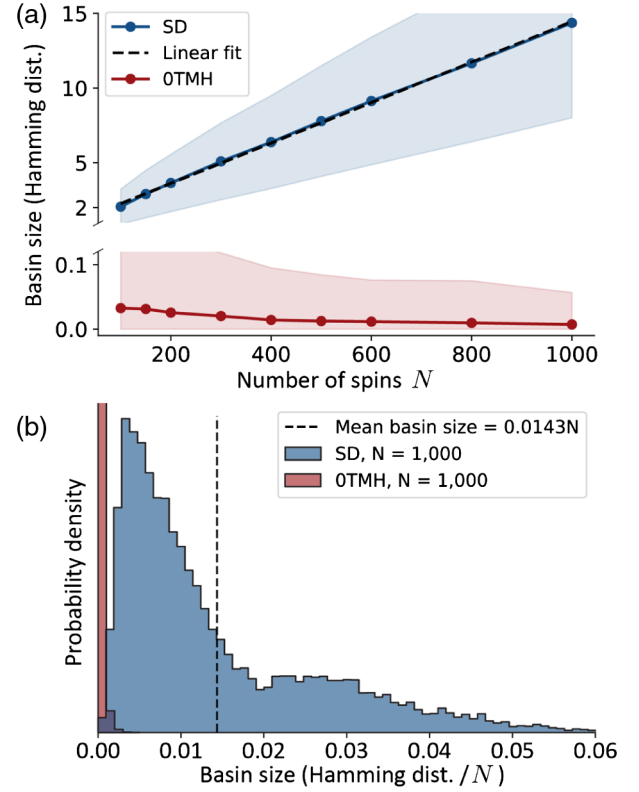 (a)
15
10
5
2
0.1
0.0
Basin size (Hamming dist.)
SD
Linear fit
0TMH
200
400
600
800
1000
Number of spins N
(b)
Probability density
Mean basin size = 0.0143N
SD, N = 1,000
0TMH, N = 1,000
0.00
0.01
0.02
0.03
0.04
0.05
0.06
Basin size (Hamming dist. / N)